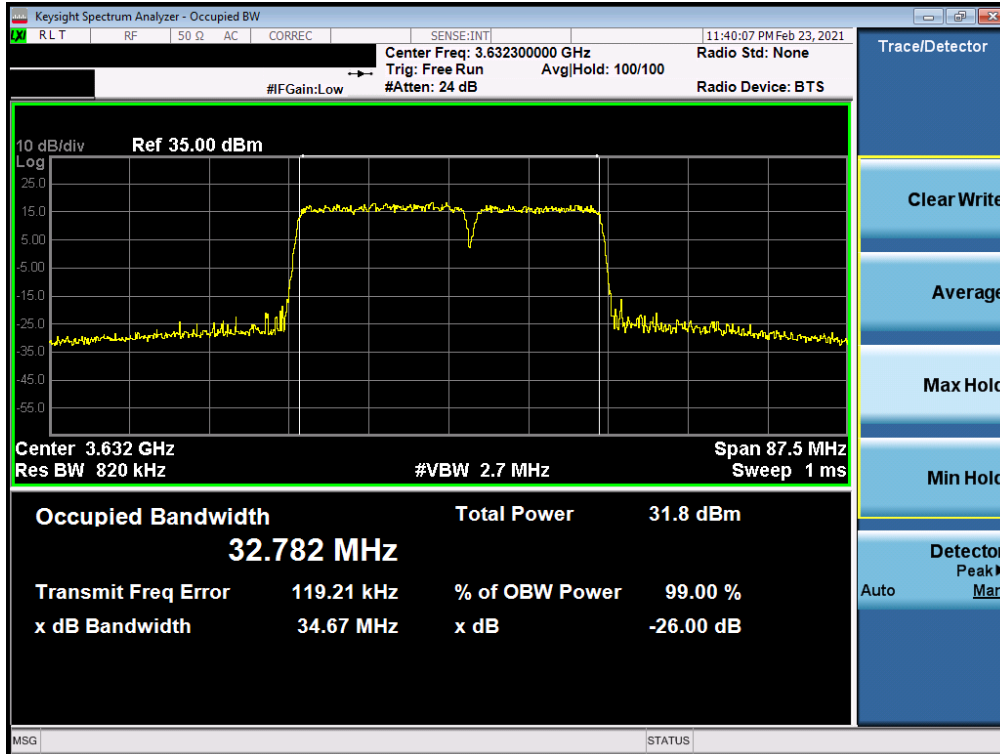 Keysight Spectrum Analyzer - Occupied BW
LXI RLT RF 50 Ω AC CORREC SENSE:INT 11:40:07 PM Feb 23, 2021
Center Freq: 3.632300000 GHz Radio Std: None
Trig: Free Run Avg|Hold: 100/100
#IFGain:Low #Atten: 24 dB Radio Device: BTS
Trace/Detector
10 dB/div Ref 35.00 dBm
Log
25.0
15.0
5.00
-5.00
-15.0
-25.0
-35.0
-45.0
-55.0
Center 3.632 GHz Span 87.5 MHz
Res BW 820 kHz #VBW 2.7 MHz Sweep 1 ms
Occupied Bandwidth Total Power 31.8 dBm
32.782 MHz
Transmit Freq Error 119.21 kHz % of OBW Power 99.00 %
x dB Bandwidth 34.67 MHz x dB -26.00 dB
Clear Write
Average
Max Hold
Min Hold
Detector
Peak▶
Auto Man
MSG STATUS